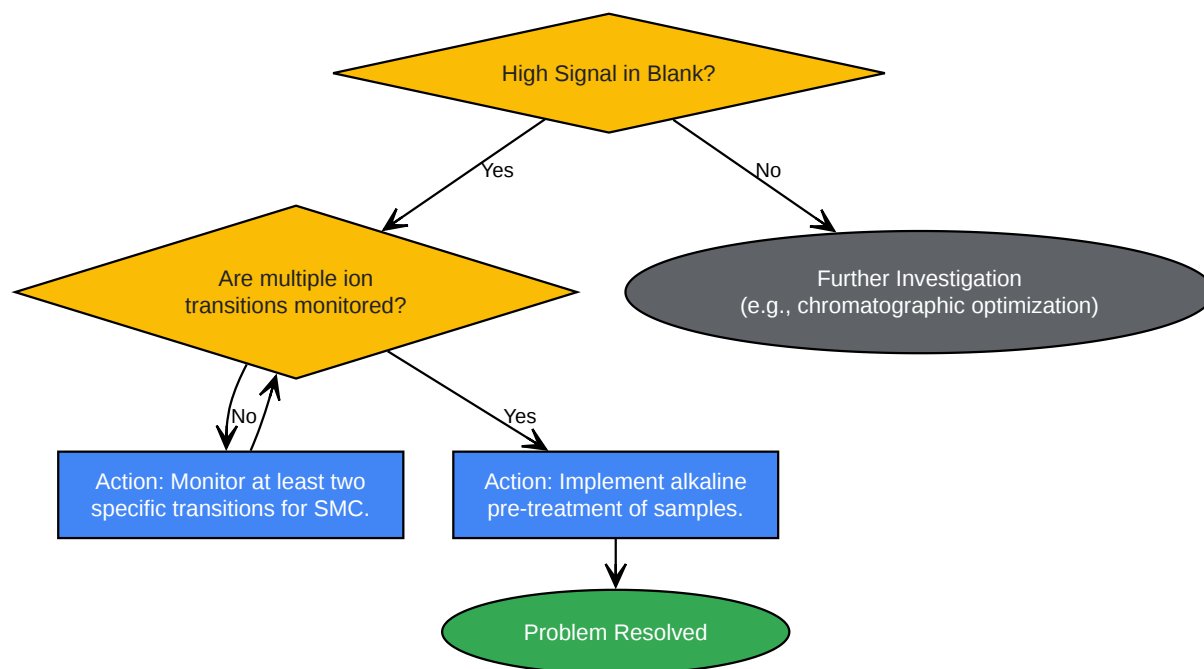 High Signal in Blank?
Yes
No
Are multiple ion
transitions monitored?
Further Investigation
(e.g., chromatographic optimization)
No
Yes
Action: Monitor at least two
specific transitions for SMC.
Action: Implement alkaline
pre-treatment of samples.
Problem Resolved